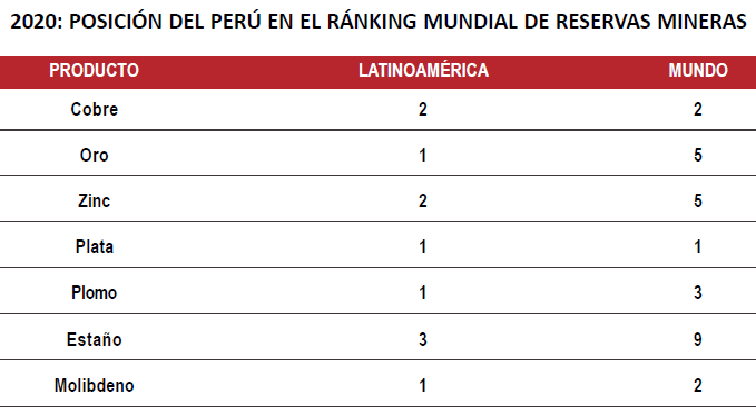 2020: POSICIÓN DEL PERÚ EN EL RÁNKING MUNDIAL DE RESERVAS MINERAS
PRODUCTO LATINOAMÉRICA MUNDO
Cobre 2 2
Oro 1 5
Zinc 2 5
Plata 1 1
Plomo 1 3
Estaño 3 9
Molibdeno 1 2